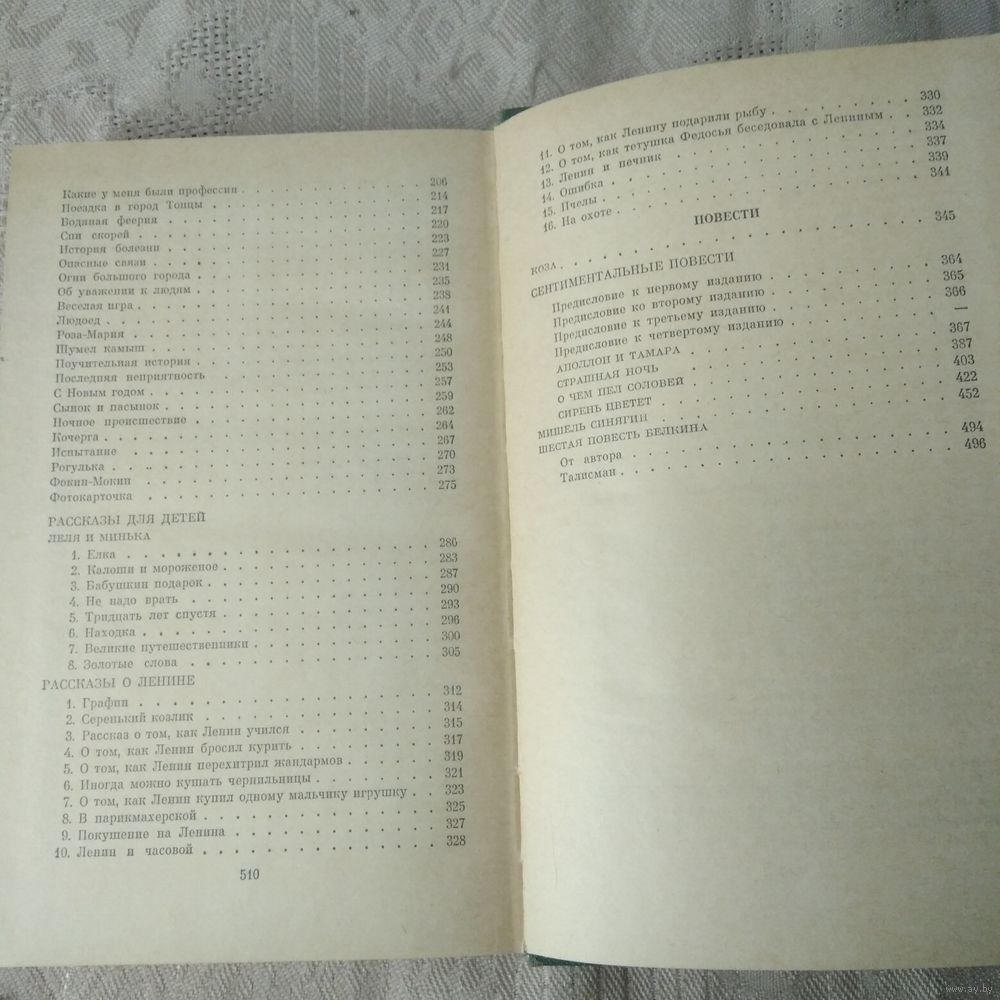 Какие у меня были профессии . . . 206
Поездка в город Топцы . . . 214
Водяная феерия . . . 217
Спи скорей . . . 220
История болезни . . . 223
Опасные связи . . . 227
Огни большого города . . . 231
Об уважении к людям . . . 235
Веселая игра . . . 238
Людоед . . . 241
Роза-Мария . . . 244
Шумел камыш . . . 248
Поучительная история . . . 250
Последняя неприятность . . . 253
С Новым годом . . . 257
Сынок и пасынок . . . 259
Ночное происшествие . . . 262
Кочерга . . . 264
Испытание . . . 267
Рогулька . . . 270
Фокин-Мокин . . . 273
Фотокарточка . . . 275
РАССКАЗЫ ДЛЯ ДЕТЕЙ
ЛЕЛЯ И МИНЬКА
1. Елка . . . 286
2. Калоши и мороженое . . . 283
3. Бабушкин подарок . . . 287
4. Не надо врать . . . 290
5. Тридцать лет спустя . . . 293
6. Находка . . . 296
7. Великие путешественники . . . 300
8. Золотые слова . . . 305
РАССКАЗЫ О ЛЕНИНЕ
1. Графин . . . 312
2. Серенький козлик . . . 314
3. Рассказ о том, как Ленин учился . . . 315
4. О том, как Ленин бросил курить . . . 317
5. О том, как Ленин перехитрил жандармов . . . 319
6. Иногда можно кушать чернильницы . . . 321
7. О том, как Ленин купил одному мальчику игрушку . . . 323
8. В парикмахерской . . . 325
9. Покушение на Ленина . . . 327
10. Ленин и часовой . . . 328
510
11. О том, как Ленину подарили рыбу . . . 330
12. О том, как тетушка Федосья беседовала с Лениным . . . 332
13. Ленин и печник . . . 334
14. Ошибка . . . 337
15. Пчелы . . . 339
16. На охоте . . . 341
ПОВЕСТИ
КОЗА . . . 345
СЕНТИМЕНТАЛЬНЫЕ ПОВЕСТИ
Предисловие к первому изданию . . . 364
Предисловие ко второму изданию . . . 365
Предисловие к третьему изданию . . . 366
Предисловие к четвертому изданию . . . —
АПОЛЛОН И ТАМАРА . . . 367
СТРАШНАЯ НОЧЬ . . . 387
О ЧЕМ ПЕЛ СОЛОВЕЙ . . . 403
СИРЕНЬ ЦВЕТЕТ . . . 422
МИШЕЛЬ СИНЯГИН . . . 452
ШЕСТАЯ ПОВЕСТЬ БЕЛКИНА
От автора . . . 494
Талисман . . . 496
www.ay.by